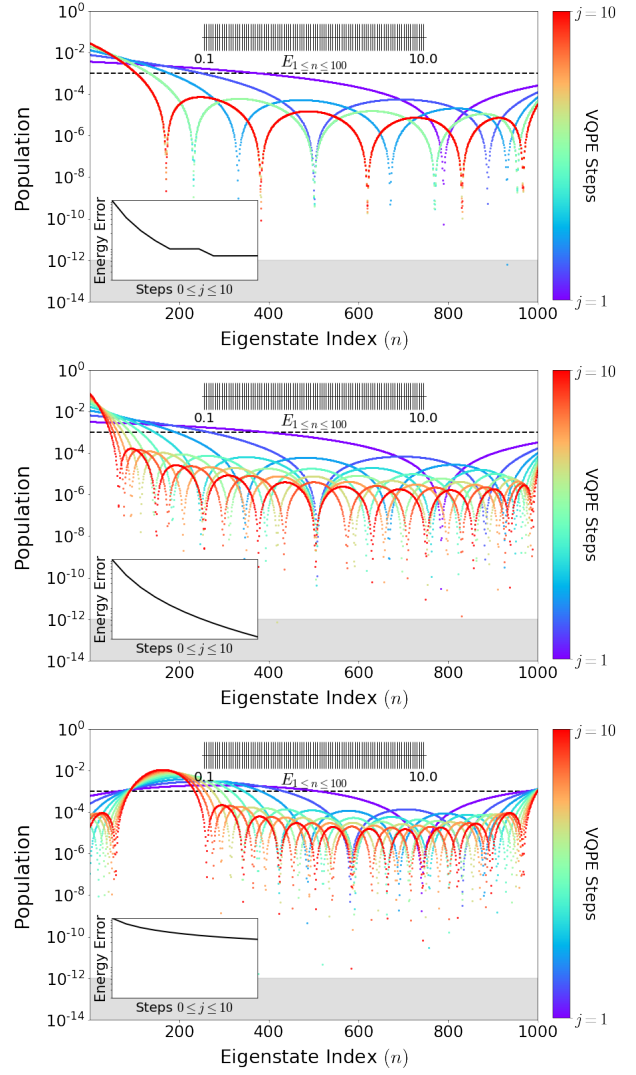 10^0
10^-2
10^-4
10^-6
10^-8
10^-10
10^-12
10^-14
Population
0.1
E_{1≤n≤100}
10.0
Energy Error
Steps 0 ≤ j ≤ 10
200
400
600
800
1000
Eigenstate Index (n)
j = 10
VQPE Steps
j = 1
10^0
10^-2
10^-4
10^-6
10^-8
10^-10
10^-12
10^-14
Population
0.1
E_{1≤n≤100}
10.0
Energy Error
Steps 0 ≤ j ≤ 10
200
400
600
800
1000
Eigenstate Index (n)
j = 10
VQPE Steps
j = 1
10^0
10^-2
10^-4
10^-6
10^-8
10^-10
10^-12
10^-14
Population
0.1
E_{1<n≤100}
10.0
Energy Error
Steps 0 ≤ j ≤ 10
200
400
600
800
1000
Eigenstate Index (n)
j = 10
VQPE Steps
j = 1